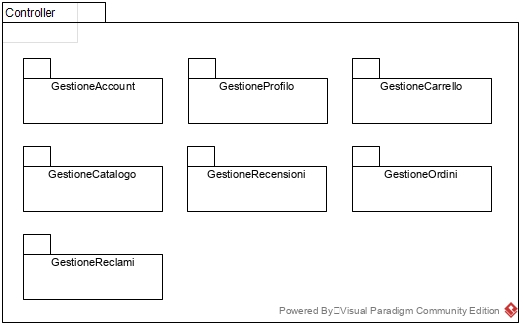 Controller
GestioneAccount
GestioneProfilo
GestioneCarrello
GestioneCatalogo
GestioneRecensioni
GestioneOrdini
GestioneReclami
Powered By Visual Paradigm Community Edition